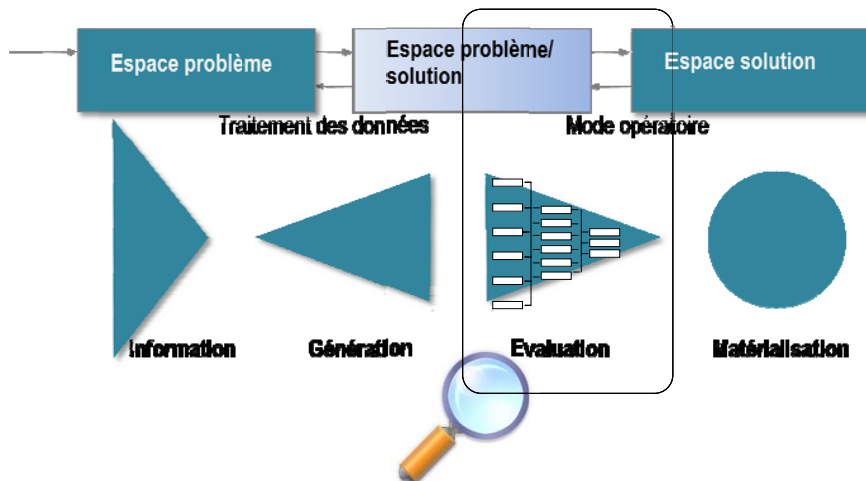 Espace problème
Espace problème/
solution
Espace solution
Traitement des données
Mode opératoire
Information
Génération
Evaluation
Matérialisation